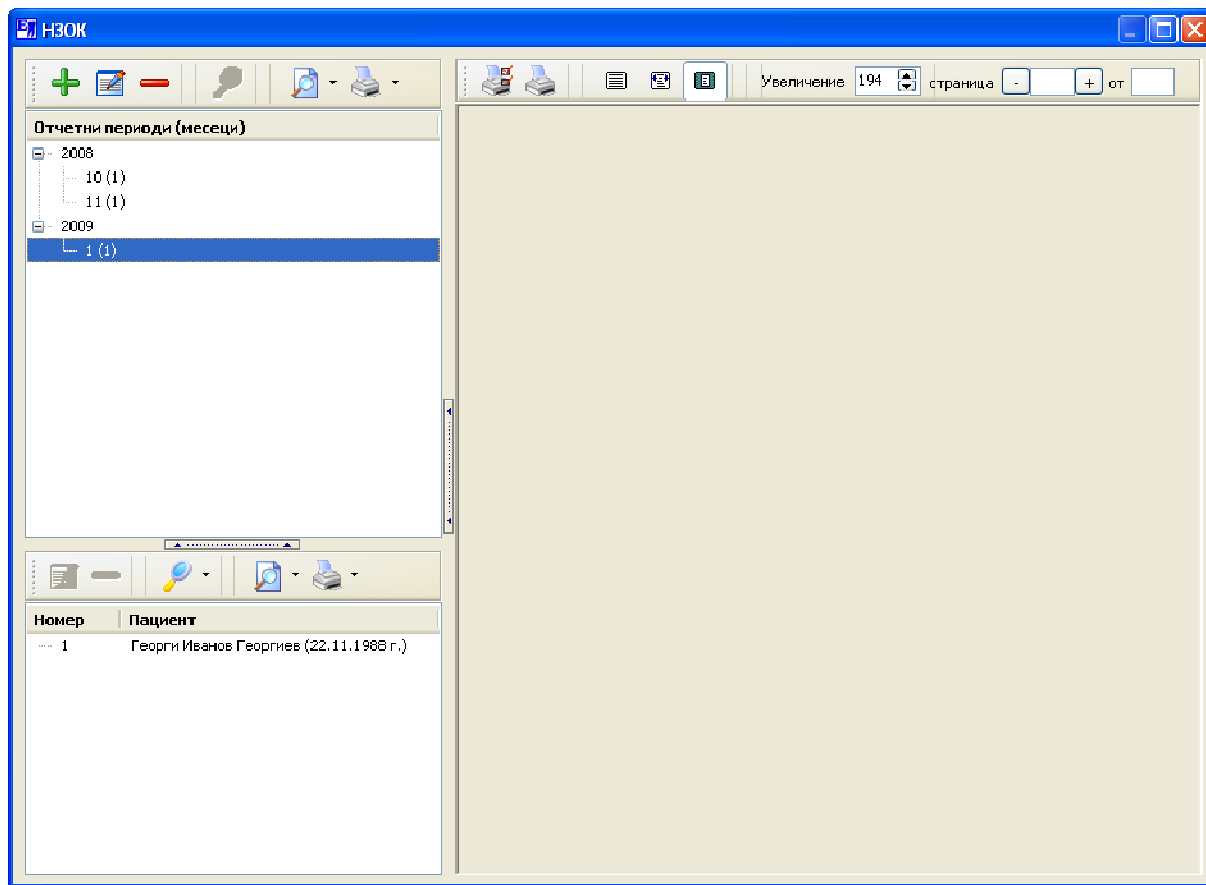 НЗОК
Увеличение 194 страница - + от
Отчетни периоди (месеци)
2008
10 (1)
11 (1)
2009
1 (1)
Номер Пациент
1 Георги Иванов Георгиев (22.11.1988 г.)